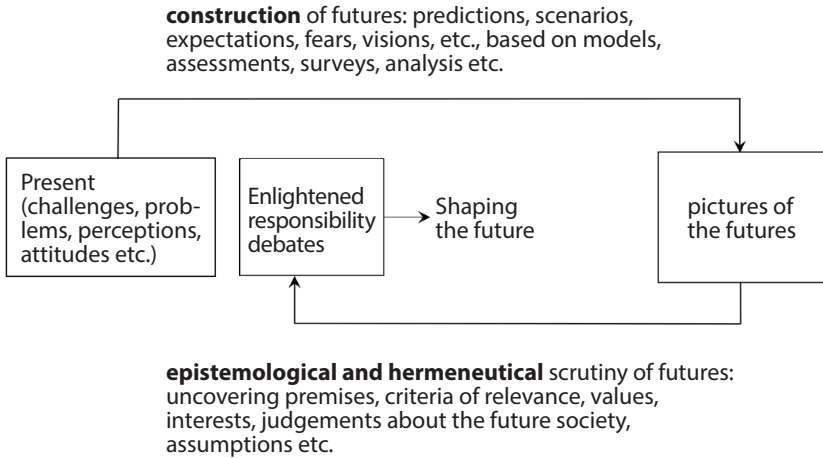 construction of futures: predictions, scenarios,
expectations, fears, visions, etc., based on models,
assessments, surveys, analysis etc.
Present
(challenges, prob-
lems, perceptions,
attitudes etc.)
Enlightened
responsibility
debates
Shaping
the future
pictures of
the futures
epistemological and hermeneutical scrutiny of futures:
uncovering premises, criteria of relevance, values,
interests, judgements about the future society,
assumptions etc.